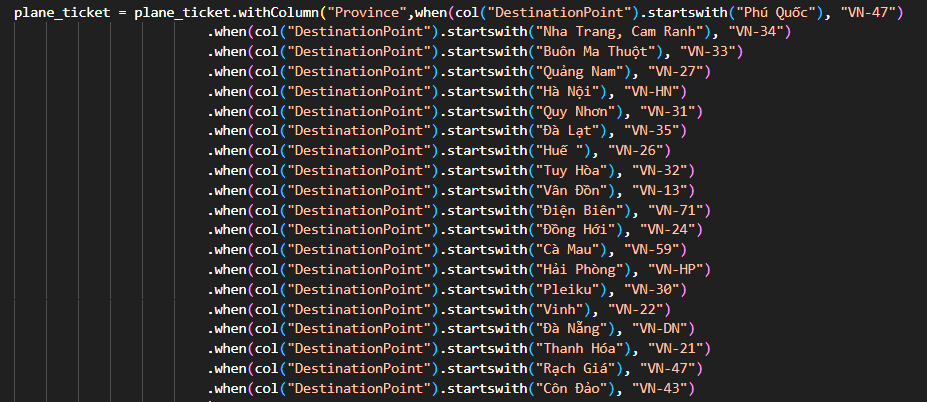 plane_ticket = plane_ticket.withColumn("Province",when(col("DestinationPoint").startswith("Phú Quốc"), "VN-47")
.when(col("DestinationPoint").startswith("Nha Trang, Cam Ranh"), "VN-34")
.when(col("DestinationPoint").startswith("Buôn Ma Thuột"), "VN-33")
.when(col("DestinationPoint").startswith("Quảng Nam"), "VN-27")
.when(col("DestinationPoint").startswith("Hà Nội"), "VN-HN")
.when(col("DestinationPoint").startswith("Quy Nhơn"), "VN-31")
.when(col("DestinationPoint").startswith("Đà Lạt"), "VN-35")
.when(col("DestinationPoint").startswith("Huế "), "VN-26")
.when(col("DestinationPoint").startswith("Tuy Hòa"), "VN-32")
.when(col("DestinationPoint").startswith("Vân Đồn"), "VN-13")
.when(col("DestinationPoint").startswith("Điện Biên"), "VN-71")
.when(col("DestinationPoint").startswith("Đồng Hới"), "VN-24")
.when(col("DestinationPoint").startswith("Cà Mau"), "VN-59")
.when(col("DestinationPoint").startswith("Hải Phòng"), "VN-HP")
.when(col("DestinationPoint").startswith("Pleiku"), "VN-30")
.when(col("DestinationPoint").startswith("Vinh"), "VN-22")
.when(col("DestinationPoint").startswith("Đà Nẵng"), "VN-DN")
.when(col("DestinationPoint").startswith("Thanh Hóa"), "VN-21")
.when(col("DestinationPoint").startswith("Rạch Giá"), "VN-47")
.when(col("DestinationPoint").startswith("Côn Đảo"), "VN-43")